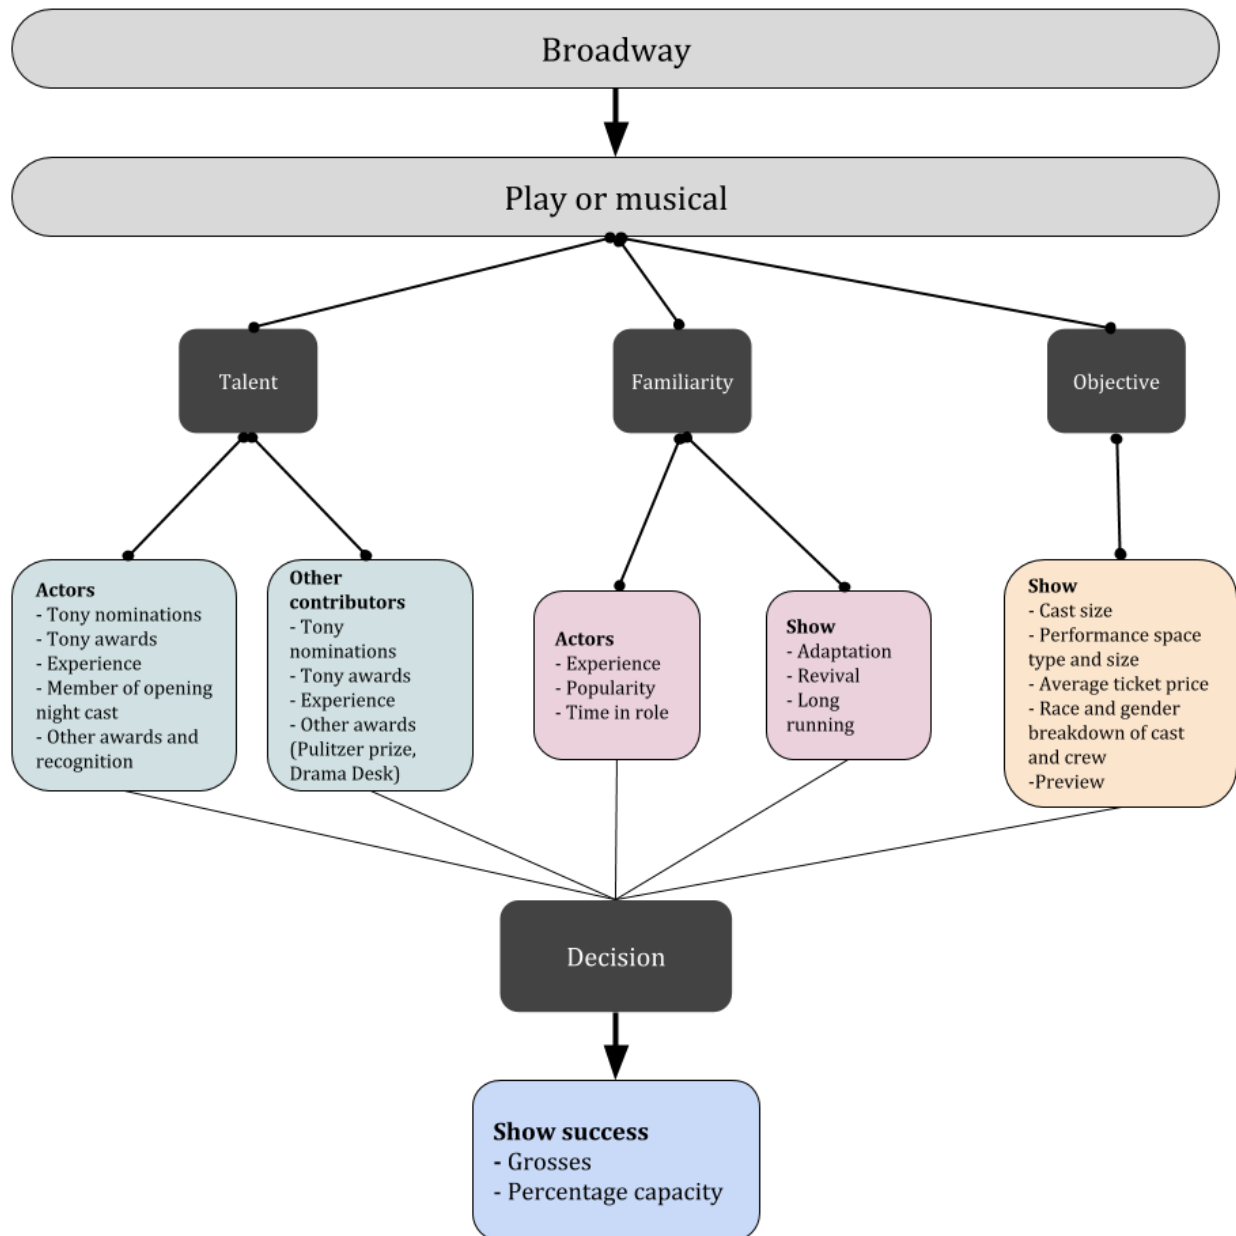 Broadway
Play or musical
Talent
Familiarity
Objective
Actors
- Tony nominations
- Tony awards
- Experience
- Member of opening
night cast
- Other awards and
recognition
Other
contributors
- Tony
nominations
- Tony awards
- Experience
- Other awards
(Pulitzer prize,
Drama Desk)
Actors
- Experience
- Popularity
- Time in role
Show
- Adaptation
- Revival
- Long
running
Show
- Cast size
- Performance space
type and size
- Average ticket price
- Race and gender
breakdown of cast
and crew
-Preview
Decision
Show success
- Grosses
- Percentage capacity